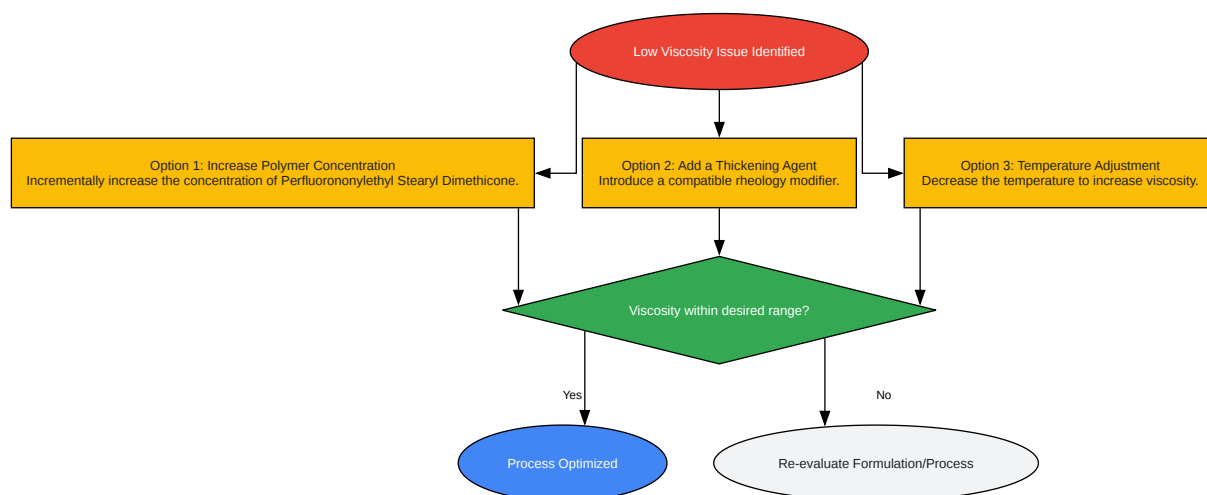 Low Viscosity Issue Identified
Option 1: Increase Polymer Concentration
Incrementally increase the concentration of Perfluorononylethyl Stearyl Dimethicone.
Option 2: Add a Thickening Agent
Introduce a compatible rheology modifier.
Option 3: Temperature Adjustment
Decrease the temperature to increase viscosity.
Viscosity within desired range?
Yes
No
Process Optimized
Re-evaluate Formulation/Process